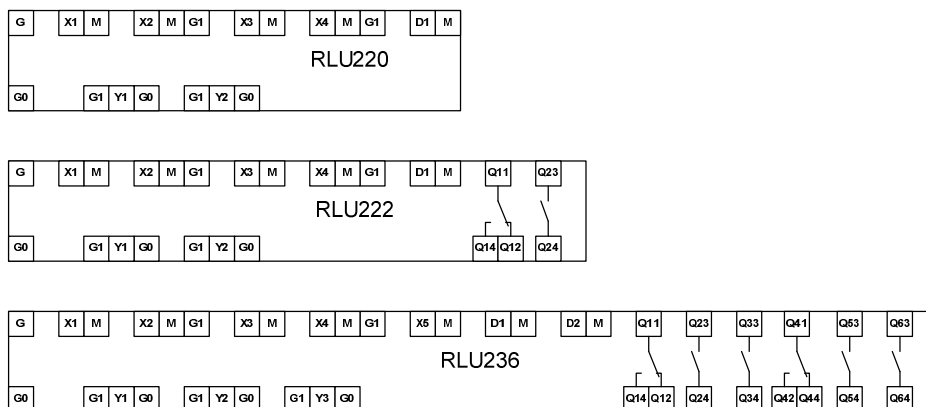 G X1 M X2 M G1 X3 M X4 M G1 D1 M
RLU220
G0 G1 Y1 G0 G1 Y2 G0
G X1 M X2 M G1 X3 M X4 M G1 D1 M Q11 Q23
RLU222
G0 G1 Y1 G0 G1 Y2 G0 Q14 Q12 Q24
G X1 M X2 M G1 X3 M X4 M G1 X5 M D1 M D2 M Q11 Q23 Q33 Q41 Q53 Q63
RLU236
G0 G1 Y1 G0 G1 Y2 G0 G1 Y3 G0 Q14 Q12 Q24 Q34 Q42 Q44 Q54 Q64